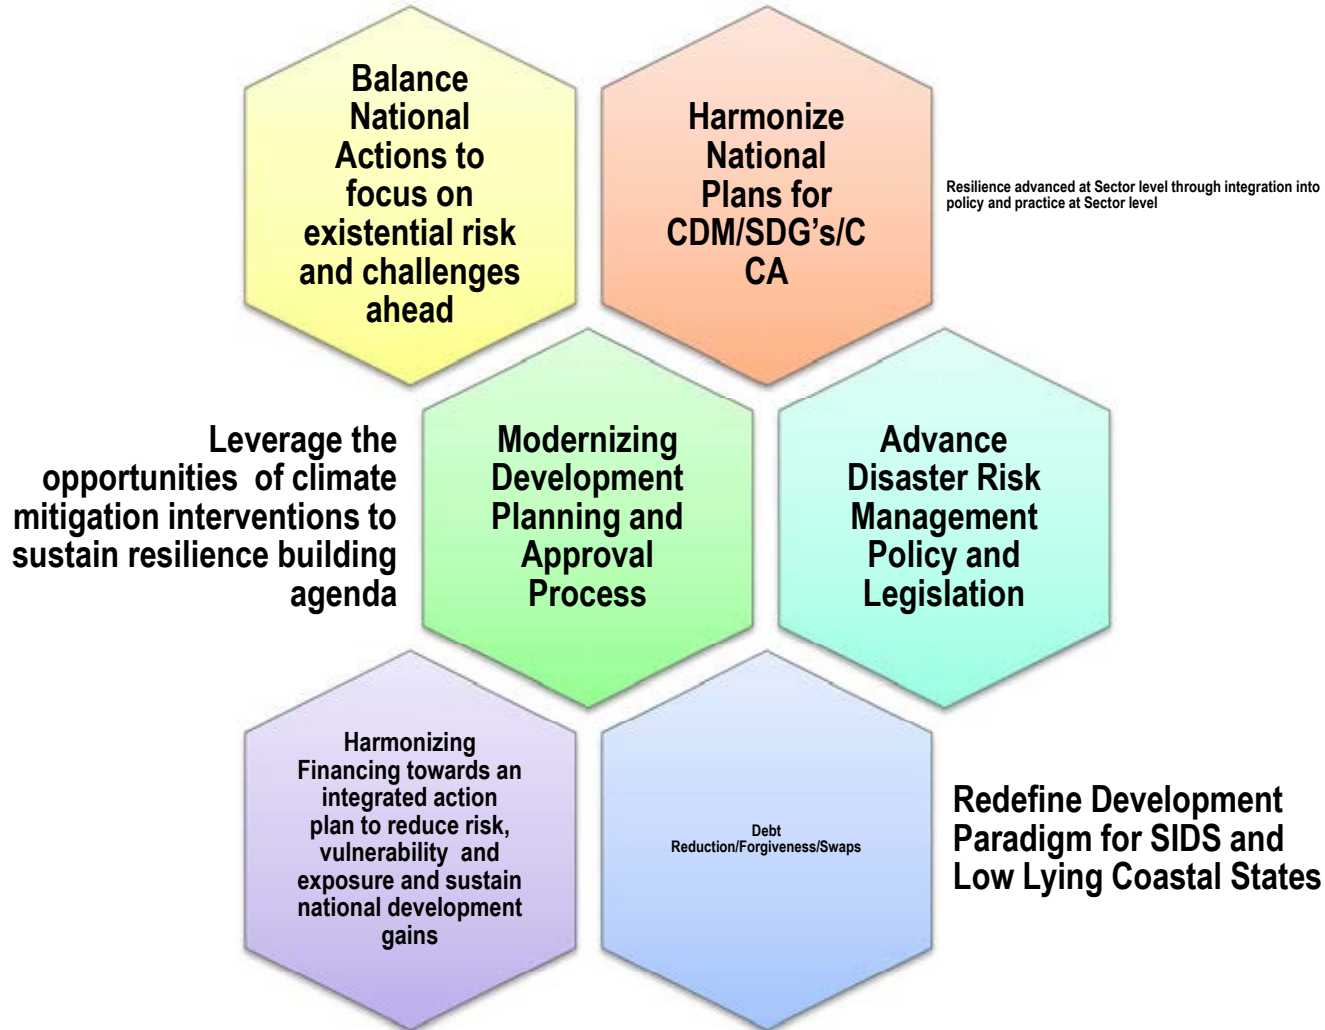 Balance
National
Actions to
focus on
existential risk
and challenges
ahead
Harmonize
National
Plans for
CDM/SDG’s/C
CA
Resilience advanced at Sector level through integration into
policy and practice at Sector level
Leverage the
opportunities  of climate
mitigation interventions to
sustain resilience building
agenda
Modernizing
Development
Planning and
Approval
Process
Advance
Disaster Risk
Management
Policy and
Legislation
Harmonizing
Financing towards an
integrated action
plan to reduce risk,
vulnerability  and
exposure and sustain
national development
gains
Debt
Reduction/Forgiveness/Swaps
Redefine Development
Paradigm for SIDS and
Low Lying Coastal States